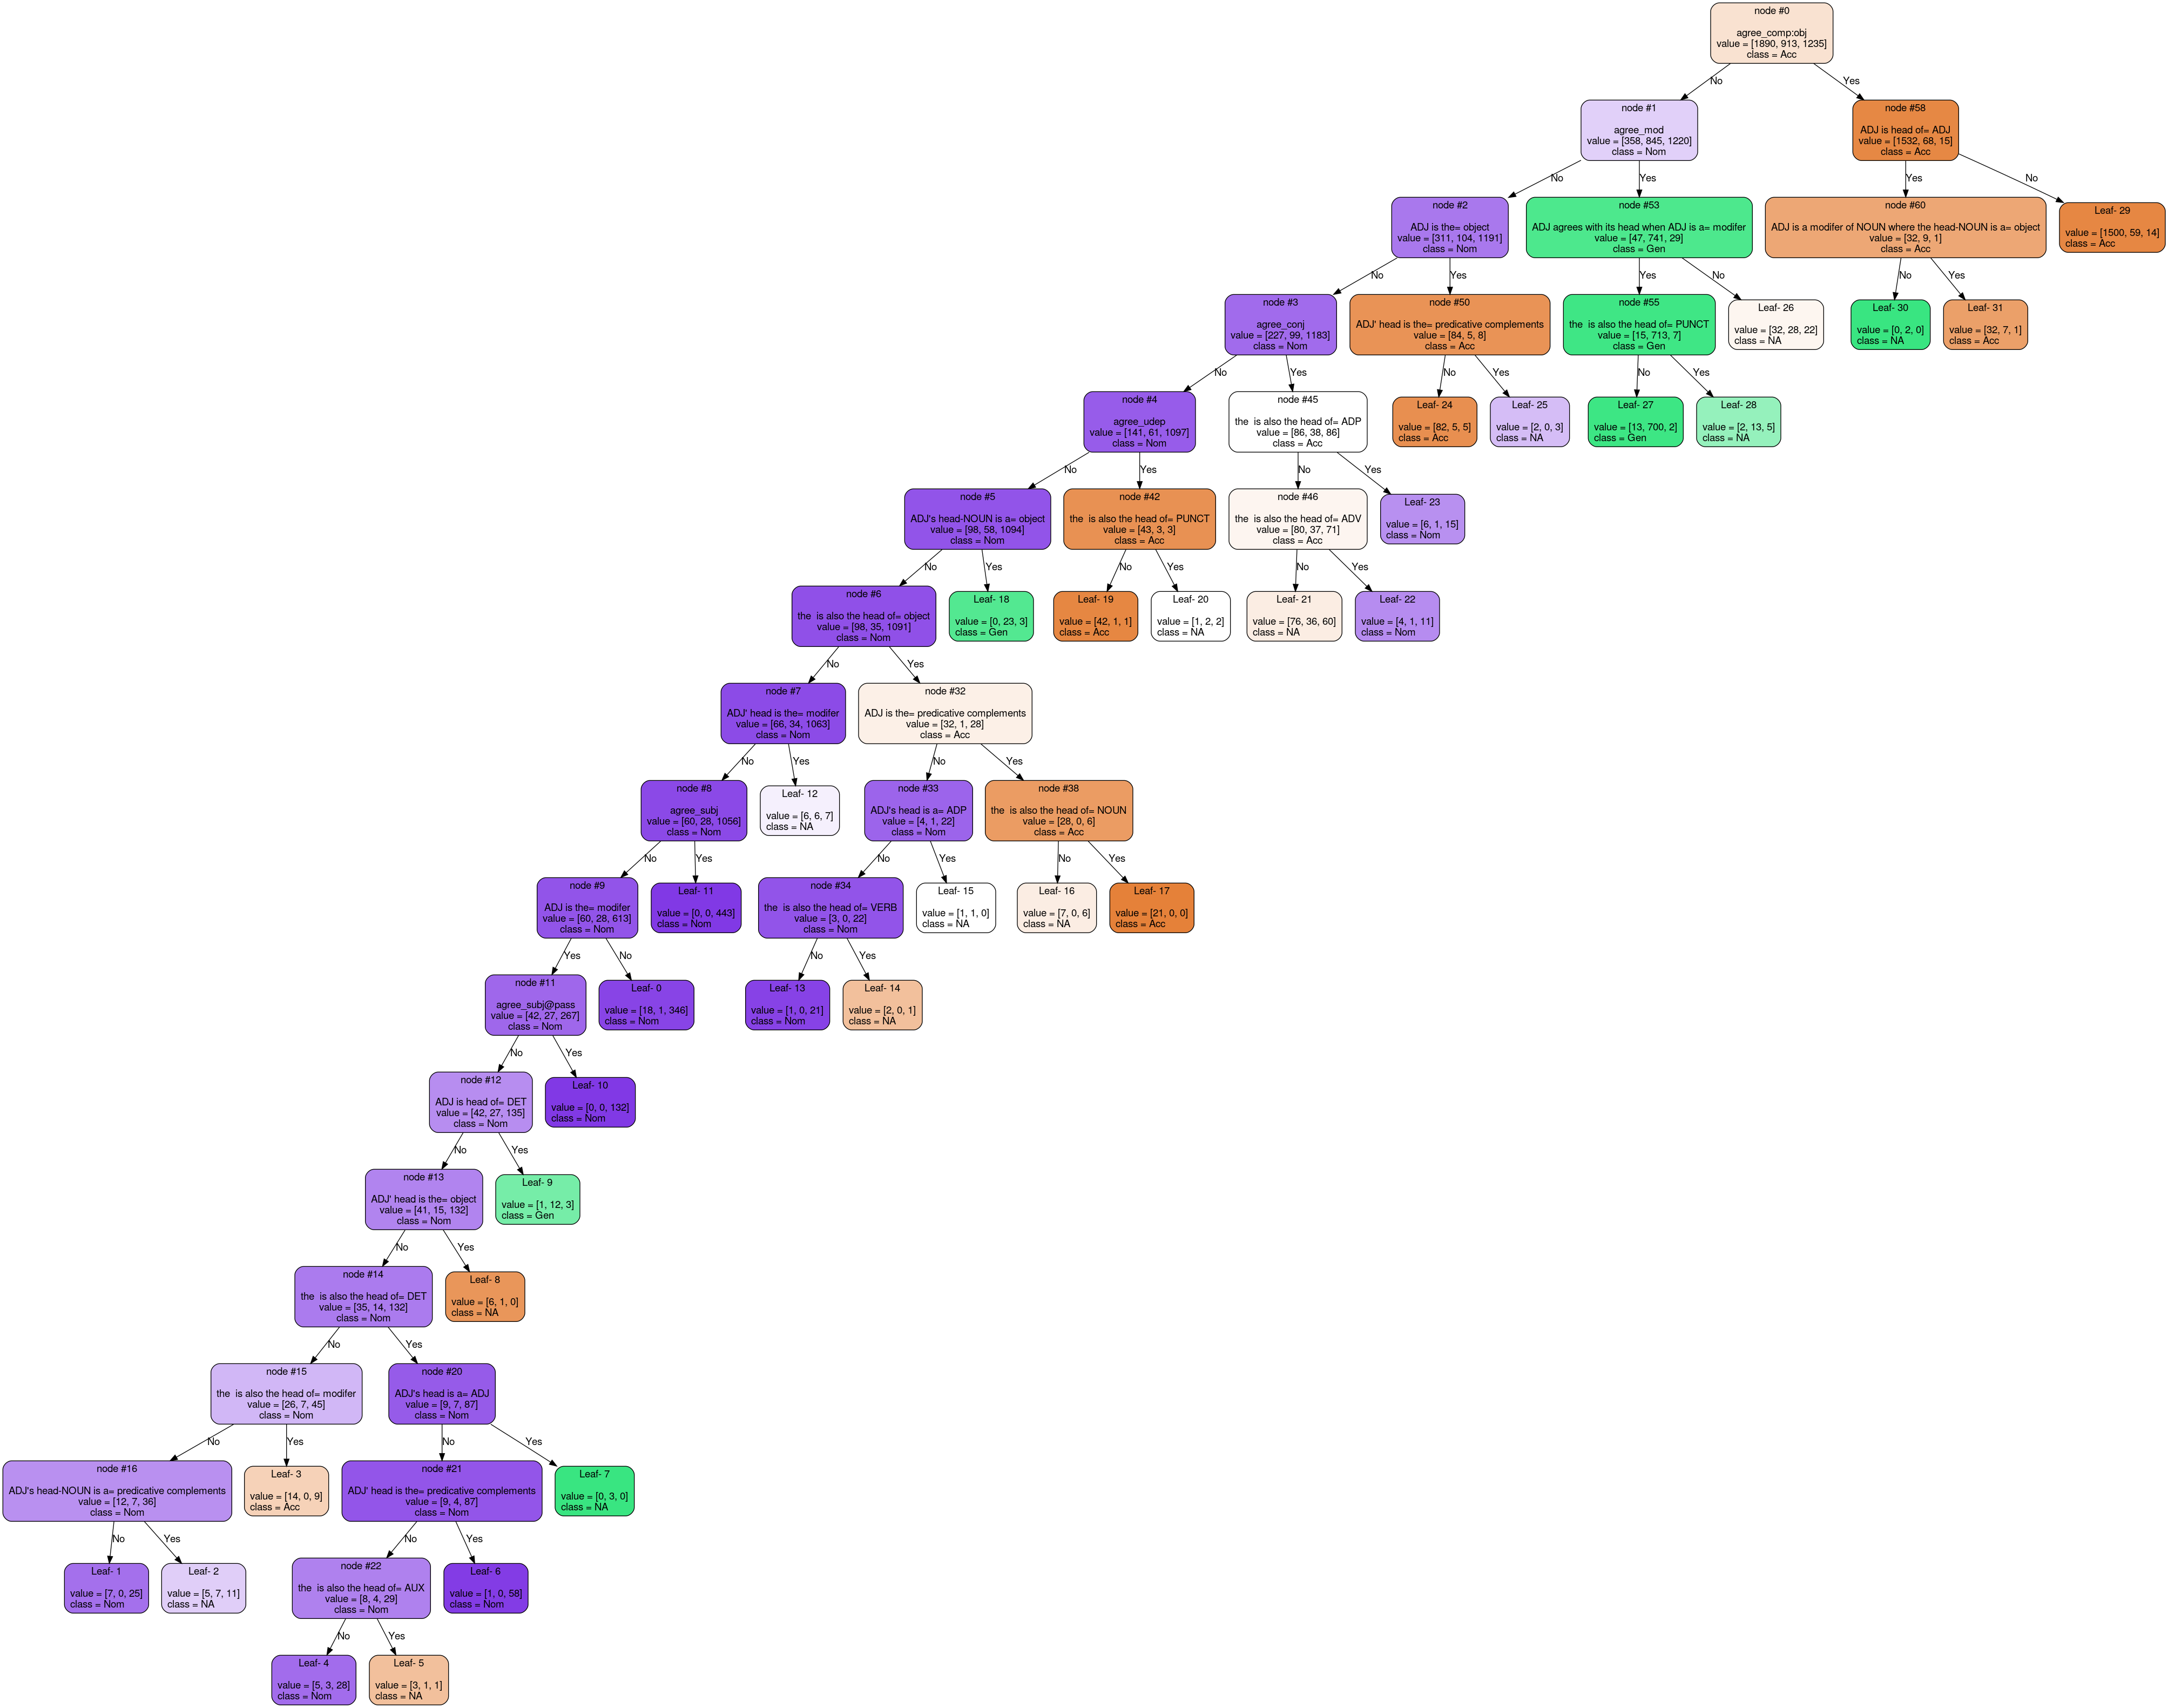 node #0
agree_comp:obj
value = [1890, 913, 1235]
class = Acc
No
Yes
node #1
agree_mod
value = [358, 845, 1220]
class = Nom
node #58
ADJ is head of= ADJ
value = [1532, 68, 15]
class = Acc
No
Yes
Yes
No
node #2
ADJ is the= object
value = [311, 104, 1191]
class = Nom
node #53
ADJ agrees with its head when ADJ is a= modifer
value = [47, 741, 29]
class = Gen
node #60
ADJ is a modifer of NOUN where the head-NOUN is a= object
value = [32, 9, 1]
class = Acc
Leaf- 29
value = [1500, 59, 14]
class = Acc
No
Yes
Yes
No
No
Yes
node #3
agree_conj
value = [227, 99, 1183]
class = Nom
node #50
ADJ' head is the= predicative complements
value = [84, 5, 8]
class = Acc
node #55
the  is also the head of= PUNCT
value = [15, 713, 7]
class = Gen
Leaf- 26
value = [32, 28, 22]
class = NA
Leaf- 30
value = [0, 2, 0]
class = NA
Leaf- 31
value = [32, 7, 1]
class = Acc
No
Yes
No
Yes
No
Yes
node #4
agree_udep
value = [141, 61, 1097]
class = Nom
node #45
the  is also the head of= ADP
value = [86, 38, 86]
class = Acc
Leaf- 24
value = [82, 5, 5]
class = Acc
Leaf- 25
value = [2, 0, 3]
class = NA
Leaf- 27
value = [13, 700, 2]
class = Gen
Leaf- 28
value = [2, 13, 5]
class = NA
No
Yes
No
Yes
node #5
ADJ's head-NOUN is a= object
value = [98, 58, 1094]
class = Nom
node #42
the  is also the head of= PUNCT
value = [43, 3, 3]
class = Acc
node #46
the  is also the head of= ADV
value = [80, 37, 71]
class = Acc
Leaf- 23
value = [6, 1, 15]
class = Nom
No
Yes
No
Yes
No
Yes
node #6
the  is also the head of= object
value = [98, 35, 1091]
class = Nom
Leaf- 18
value = [0, 23, 3]
class = Gen
Leaf- 19
value = [42, 1, 1]
class = Acc
Leaf- 20
value = [1, 2, 2]
class = NA
Leaf- 21
value = [76, 36, 60]
class = NA
Leaf- 22
value = [4, 1, 11]
class = Nom
No
Yes
node #7
ADJ' head is the= modifer
value = [66, 34, 1063]
class = Nom
node #32
ADJ is the= predicative complements
value = [32, 1, 28]
class = Acc
No
Yes
No
Yes
node #8
agree_subj
value = [60, 28, 1056]
class = Nom
Leaf- 12
value = [6, 6, 7]
class = NA
node #33
ADJ's head is a= ADP
value = [4, 1, 22]
class = Nom
node #38
the  is also the head of= NOUN
value = [28, 0, 6]
class = Acc
No
Yes
No
Yes
No
Yes
node #9
ADJ is the= modifer
value = [60, 28, 613]
class = Nom
Leaf- 11
value = [0, 0, 443]
class = Nom
node #34
the  is also the head of= VERB
value = [3, 0, 22]
class = Nom
Leaf- 15
value = [1, 1, 0]
class = NA
Leaf- 16
value = [7, 0, 6]
class = NA
Leaf- 17
value = [21, 0, 0]
class = Acc
Yes
No
No
Yes
node #11
agree_subj@pass
value = [42, 27, 267]
class = Nom
Leaf- 0
value = [18, 1, 346]
class = Nom
Leaf- 13
value = [1, 0, 21]
class = Nom
Leaf- 14
value = [2, 0, 1]
class = NA
No
Yes
node #12
ADJ is head of= DET
value = [42, 27, 135]
class = Nom
Leaf- 10
value = [0, 0, 132]
class = Nom
No
Yes
node #13
ADJ' head is the= object
value = [41, 15, 132]
class = Nom
Leaf- 9
value = [1, 12, 3]
class = Gen
No
Yes
node #14
the  is also the head of= DET
value = [35, 14, 132]
class = Nom
Leaf- 8
value = [6, 1, 0]
class = NA
No
Yes
node #15
the  is also the head of= modifer
value = [26, 7, 45]
class = Nom
node #20
ADJ's head is a= ADJ
value = [9, 7, 87]
class = Nom
No
Yes
No
Yes
node #16
ADJ's head-NOUN is a= predicative complements
value = [12, 7, 36]
class = Nom
Leaf- 3
value = [14, 0, 9]
class = Acc
node #21
ADJ' head is the= predicative complements
value = [9, 4, 87]
class = Nom
Leaf- 7
value = [0, 3, 0]
class = NA
No
Yes
No
Yes
Leaf- 1
value = [7, 0, 25]
class = Nom
Leaf- 2
value = [5, 7, 11]
class = NA
node #22
the  is also the head of= AUX
value = [8, 4, 29]
class = Nom
Leaf- 6
value = [1, 0, 58]
class = Nom
No
Yes
Leaf- 4
value = [5, 3, 28]
class = Nom
Leaf- 5
value = [3, 1, 1]
class = NA